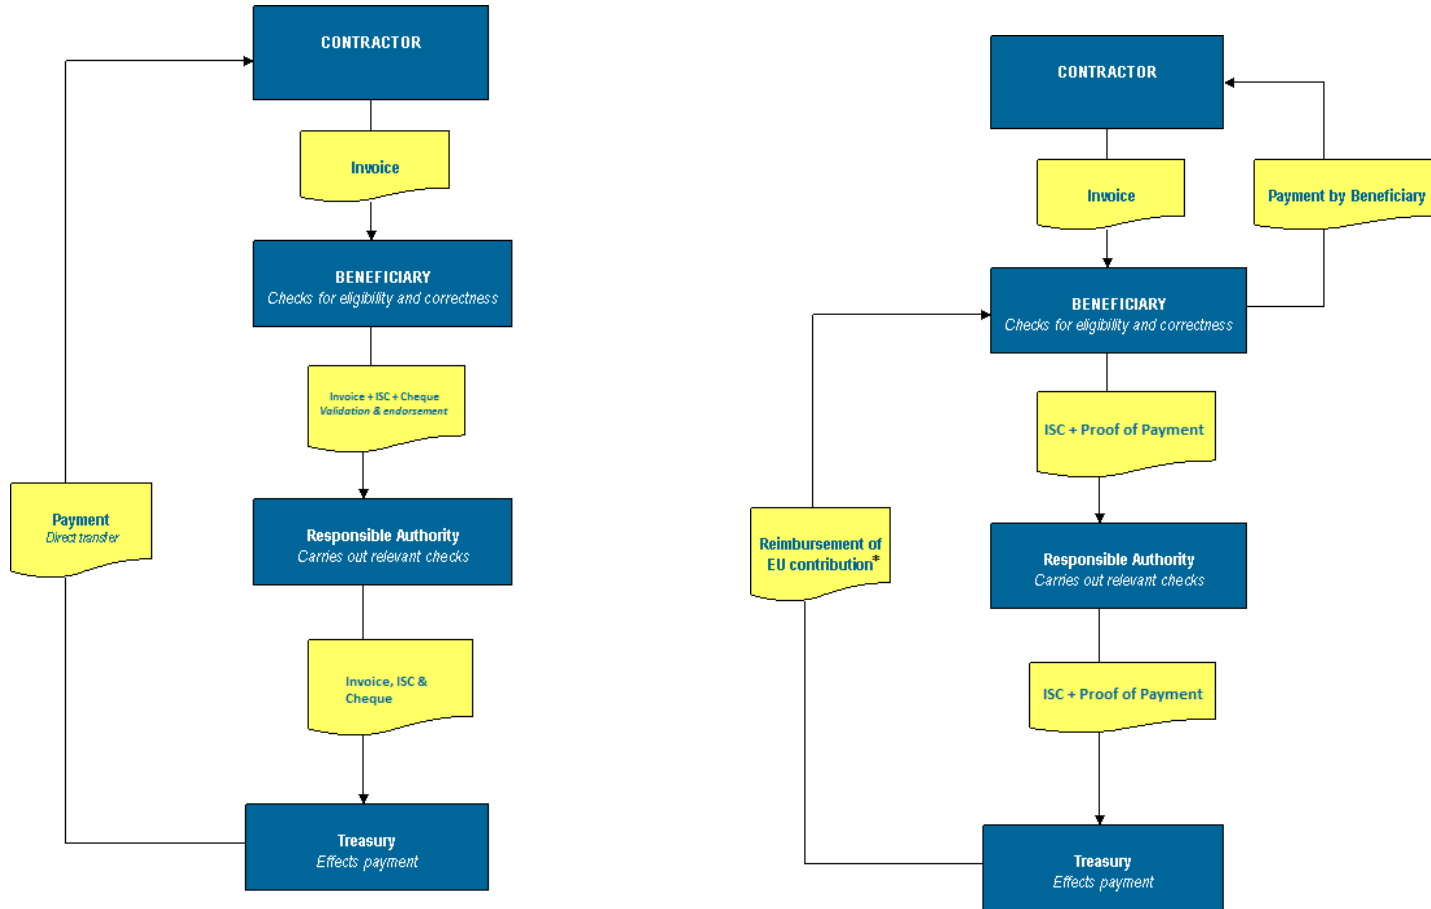 CONTRACTOR
Invoice
BENEFICIARY
Checks for eligibility and correctness
Invoice + ISC + Cheque
Validation & endorsement
Responsible Authority
Carries out relevant checks
Payment
Direct transfer
Invoice, ISC &
Cheque
Treasury
Effects payment
CONTRACTOR
Invoice
Payment by Beneficiary
BENEFICIARY
Checks for eligibility and correctness
ISC + Proof of Payment
Reimbursement of
EU contribution*
Responsible Authority
Carries out relevant checks
ISC + Proof of Payment
Treasury
Effects payment